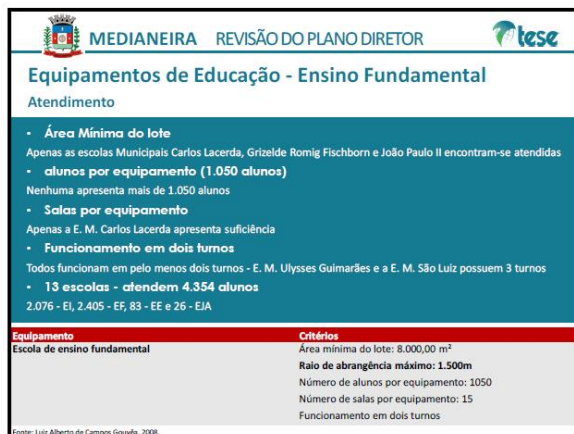 MEDIANEIRA REVISÃO DO PLANO DIRETOR
tese
Equipamentos de Educação - Ensino Fundamental
Atendimento
• Área Mínima do lote
Apenas as escolas Municipais Carlos Lacerda, Grizelde Romig Fischborn e João Paulo II encontram-se atendidas
• alunos por equipamento (1.050 alunos)
Nenhuma apresenta mais de 1.050 alunos
• Salas por equipamento
Apenas a E. M. Carlos Lacerda apresenta suficiência
• Funcionamento em dois turnos
Todos funcionam em pelo menos dois turnos - E. M. Ulysses Guimarães e a E. M. São Luiz possuem 3 turnos
• 13 escolas - atendem 4.354 alunos
2.076 - EI, 2.405 - EF, 83 - EE e 26 - EJA
Equipamento Critérios
Escola de ensino fundamental Área mínima do lote: 8.000,00 m²
Raio de abrangência máximo: 1.500m
Número de alunos por equipamento: 1050
Número de salas por equipamento: 15
Funcionamento em dois turnos
Fonte: Luiz Alberto de Campos Gouvêa, 2008.